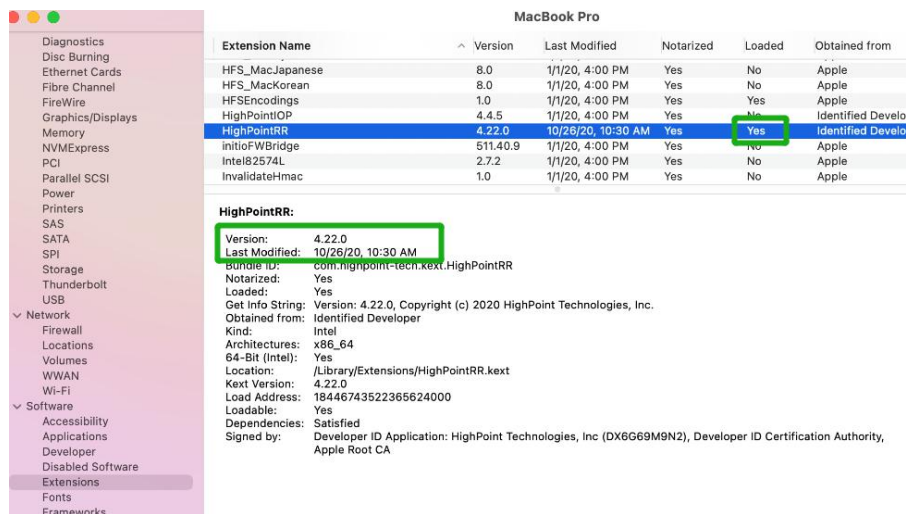 MacBook Pro
Diagnostics
Disc Burning
Ethernet Cards
Fibre Channel
FireWire
Graphics/Displays
Memory
NVMExpress
PCI
Parallel SCSI
Power
Printers
SAS
SATA
SPI
Storage
Thunderbolt
USB
Network
Firewall
Locations
Volumes
WWAN
Wi-Fi
Software
Accessibility
Applications
Developer
Disabled Software
Extensions
Fonts
Frameworks
Extension Name Version Last Modified Notarized Loaded Obtained from
HFS_MacJapanese 8.0 1/1/20, 4:00 PM Yes No Apple
HFS_MacKorean 8.0 1/1/20, 4:00 PM Yes No Apple
HFSEncodings 1.0 1/1/20, 4:00 PM Yes Yes Apple
HighPointIOP 4.4.5 1/1/20, 4:00 PM Yes No Identified Develo
HighPointRR 4.22.0 10/26/20, 10:30 AM Yes Yes Identified Develo
initioFWBridge 511.40.9 1/1/20, 4:00 PM Yes No Apple
Intel82574L 2.7.2 1/1/20, 4:00 PM Yes No Apple
InvalidateHmac 1.0 1/1/20, 4:00 PM Yes No Apple
HighPointRR:
Version: 4.22.0
Last Modified: 10/26/20, 10:30 AM
Bundle ID: com.highpoint-tech.kext.HighPointRR
Notarized: Yes
Loaded: Yes
Get Info String: Version: 4.22.0, Copyright (c) 2020 HighPoint Technologies, Inc.
Obtained from: Identified Developer
Kind: Intel
Architectures: x86_64
64-Bit (Intel): Yes
Location: /Library/Extensions/HighPointRR.kext
Kext Version: 4.22.0
Load Address: 18446743522365624000
Loadable: Yes
Dependencies: Satisfied
Signed by: Developer ID Application: HighPoint Technologies, Inc (DX6G69M9N2), Developer ID Certification Authority,
Apple Root CA